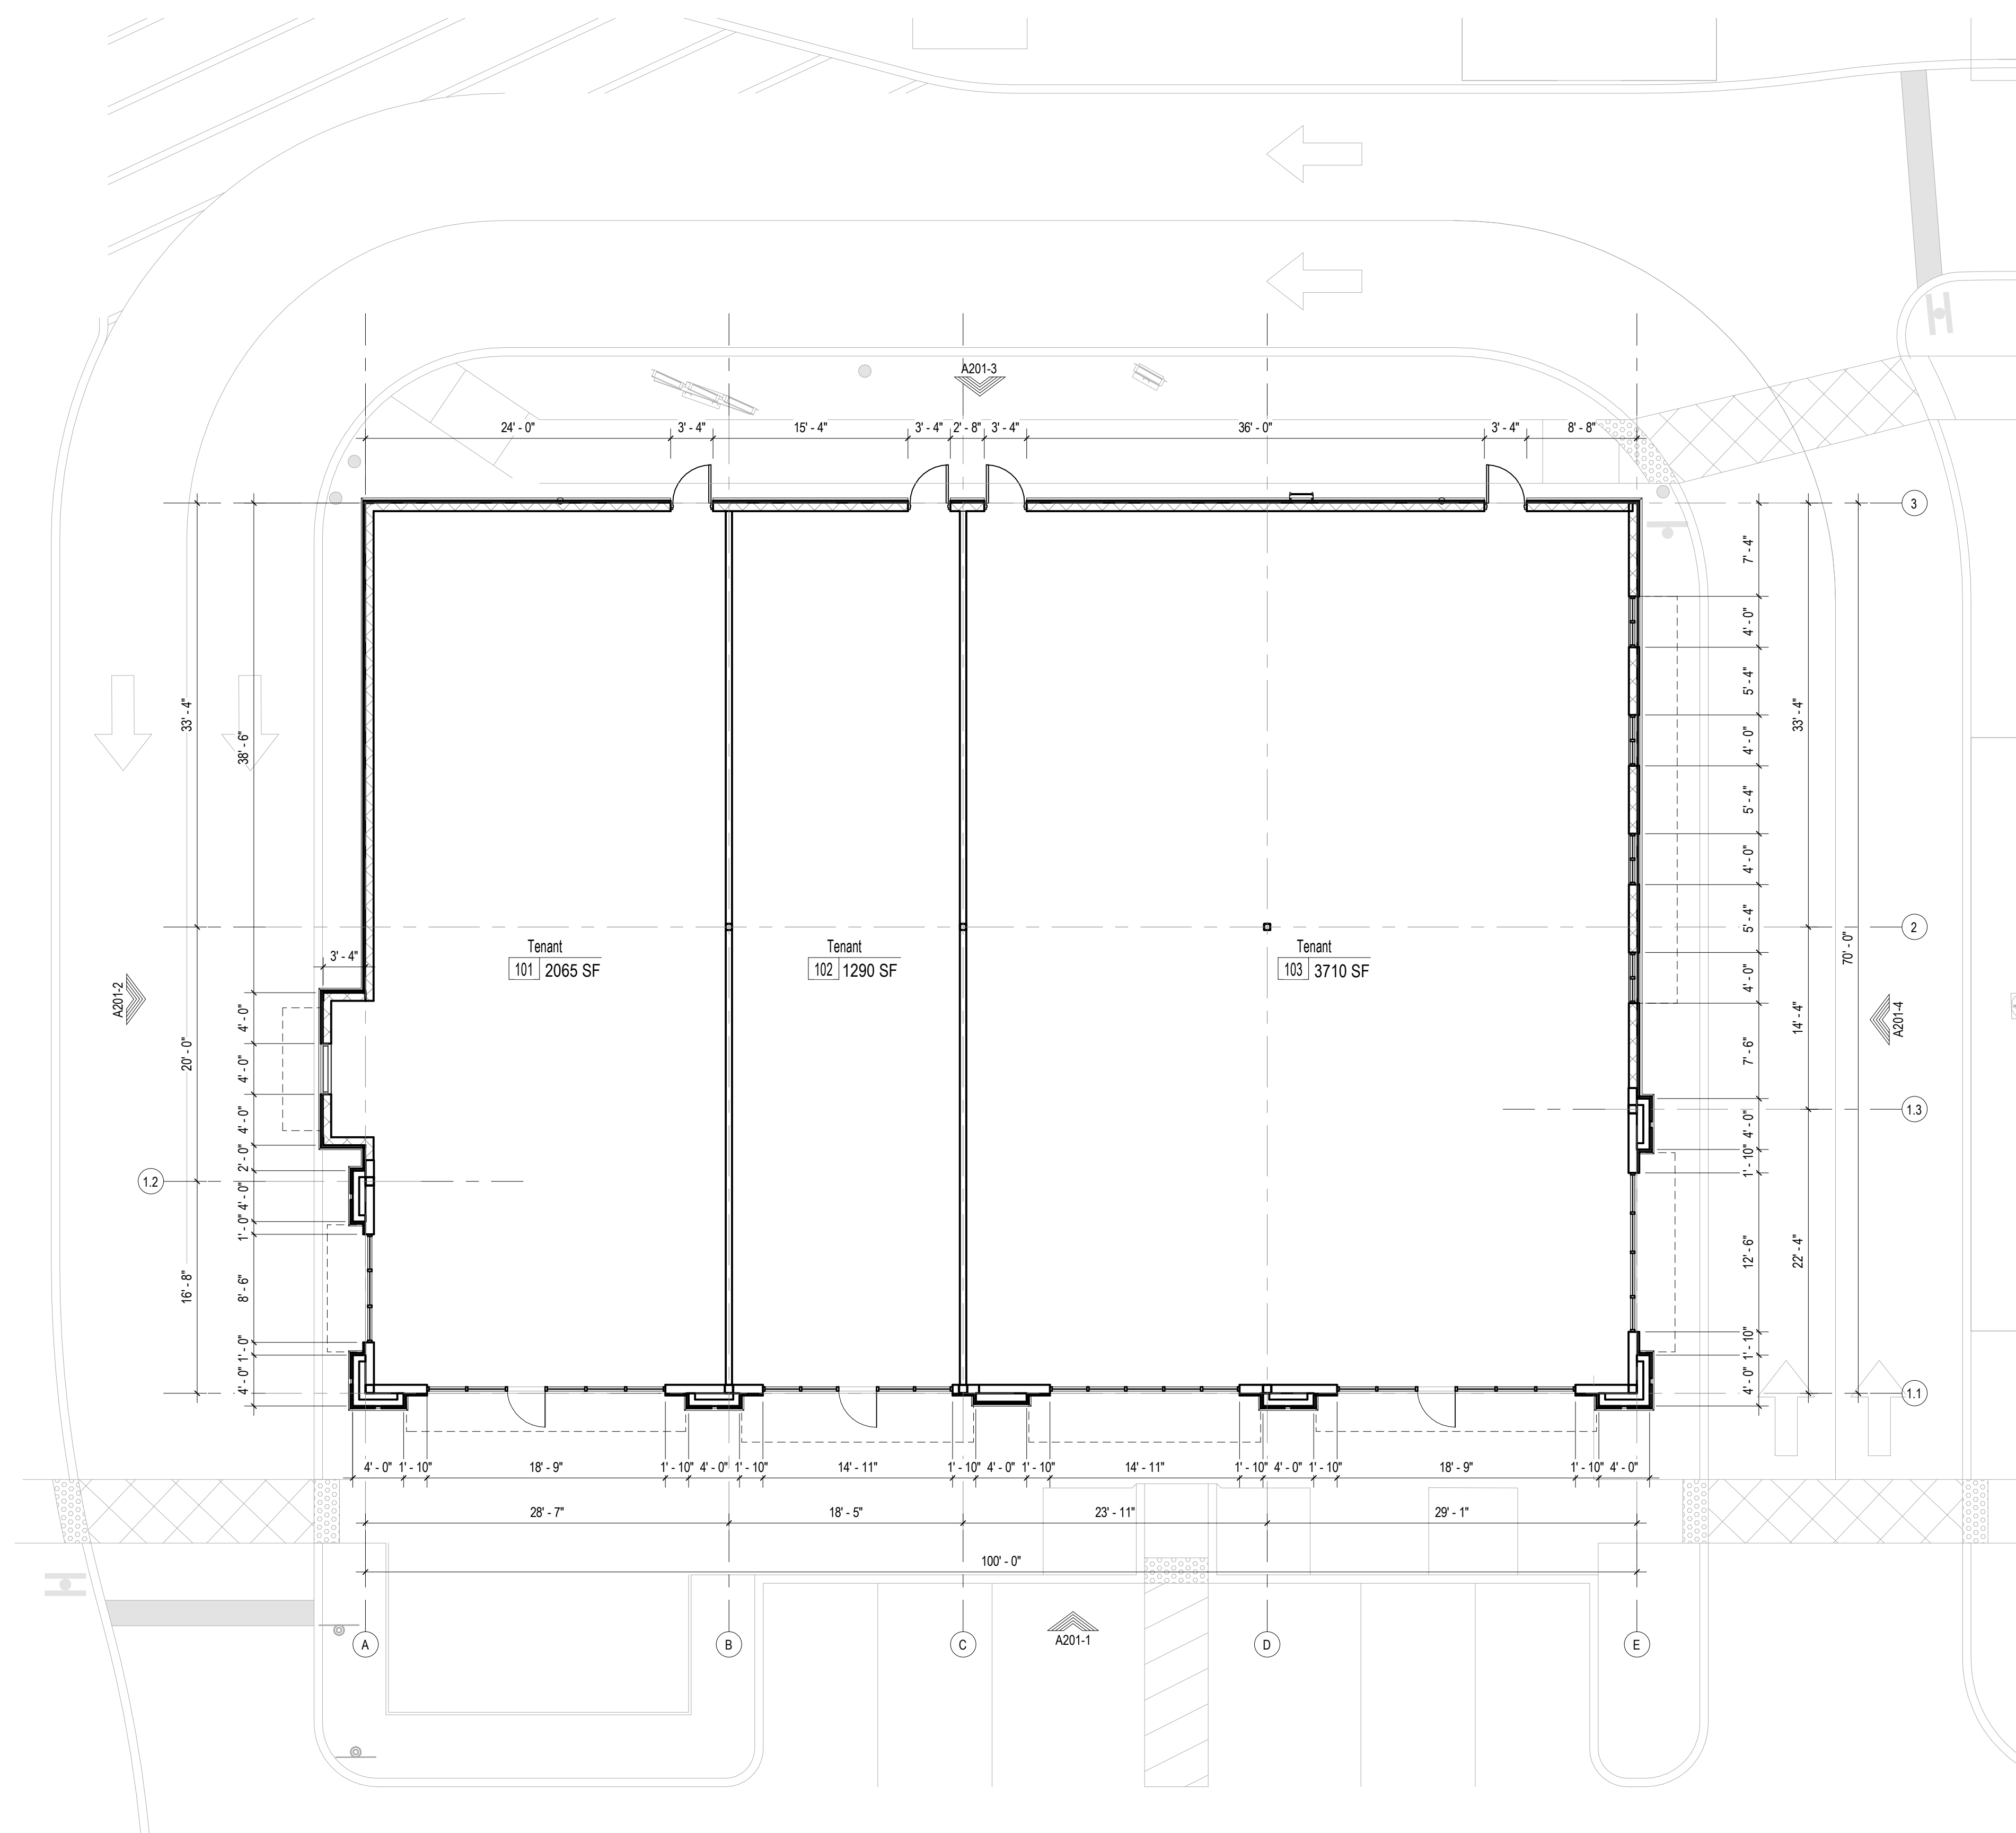 A201-3
24' - 0" 3' - 4" 15' - 4" 3' - 4" 2' - 8" 3' - 4" 36' - 0" 3' - 4" 8' - 8"
3
7' - 4"
4' - 0"
5' - 4"
33' - 4"
38' - 6"
33' - 4"
4' - 0"
5' - 4"
4' - 0"
5' - 4"
2
70' - 0"
Tenant
101 2065 SF
Tenant
102 1290 SF
Tenant
103 3710 SF
3' - 4"
4' - 0"
A201-2
A201-4
4' - 0"
14' - 4"
20' - 0"
4' - 0"
7' - 6"
4' - 0"
1.3
4' - 0"
2' - 0"
1' - 10"
1.2
4' - 0"
1' - 0"
12' - 6"
22' - 4"
16' - 8"
8' - 6"
1' - 0"
1' - 10"
4' - 0"
4' - 0"
1.1
4' - 0" 1' - 10" 18' - 9" 1' - 10" 4' - 0" 1' - 10" 14' - 11" 1' - 10" 4' - 0" 1' - 10" 14' - 11" 1' - 10" 4' - 0" 1' - 10" 18' - 9" 1' - 10" 4' - 0"
28' - 7" 18' - 5" 23' - 11" 29' - 1"
100' - 0"
A B C D E
A201-1